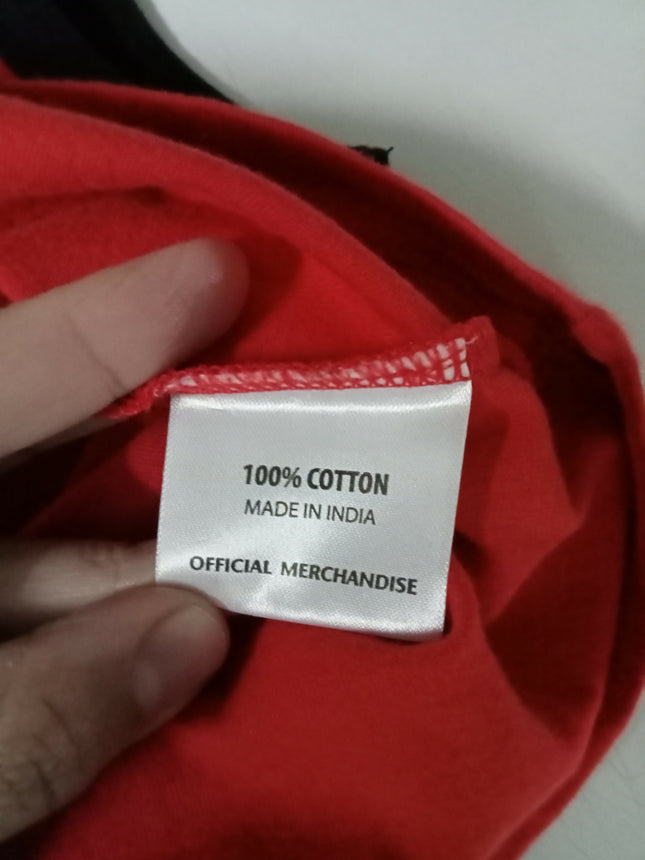 100% COTTON
MADE IN INDIA
OFFICIAL MERCHANDISE